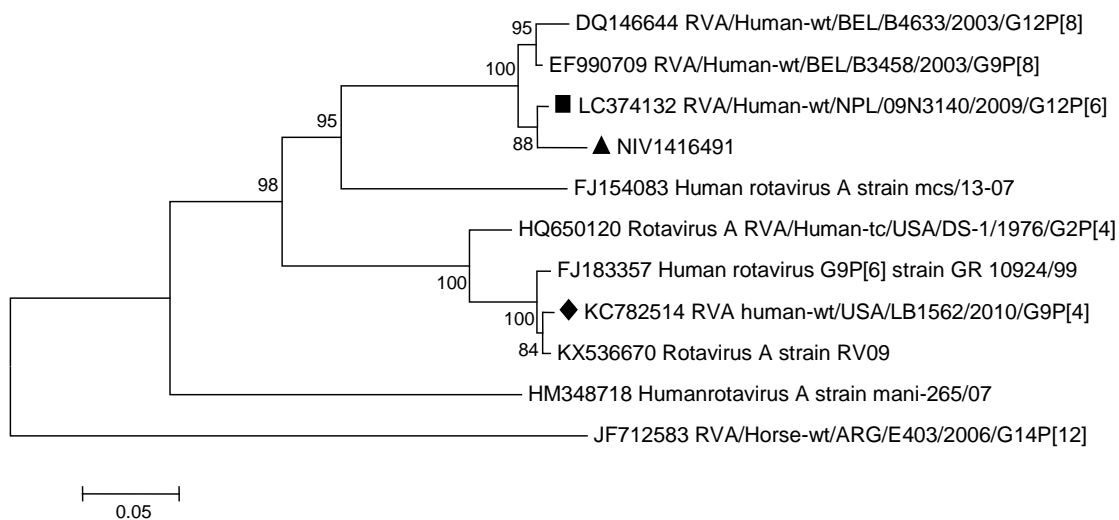 95
DQ146644 RVA/Human-wt/BEL/B4633/2003/G12P[8]
EF990709 RVA/Human-wt/BEL/B3458/2003/G9P[8]
100
LC374132 RVA/Human-wt/NPL/09N3140/2009/G12P[6]
95
88
NIV1416491
98
FJ154083 Human rotavirus A strain mcs/13-07
HQ650120 Rotavirus A RVA/Human-tc/USA/DS-1/1976/G2P[4]
100
FJ183357 Human rotavirus G9P[6] strain GR 10924/99
100
KC782514 RVA human-wt/USA/LB1562/2010/G9P[4]
84
KX536670 Rotavirus A strain RV09
HM348718 Humanrotavirus A strain mani-265/07
JF712583 RVA/Horse-wt/ARG/E403/2006/G14P[12]
0.05